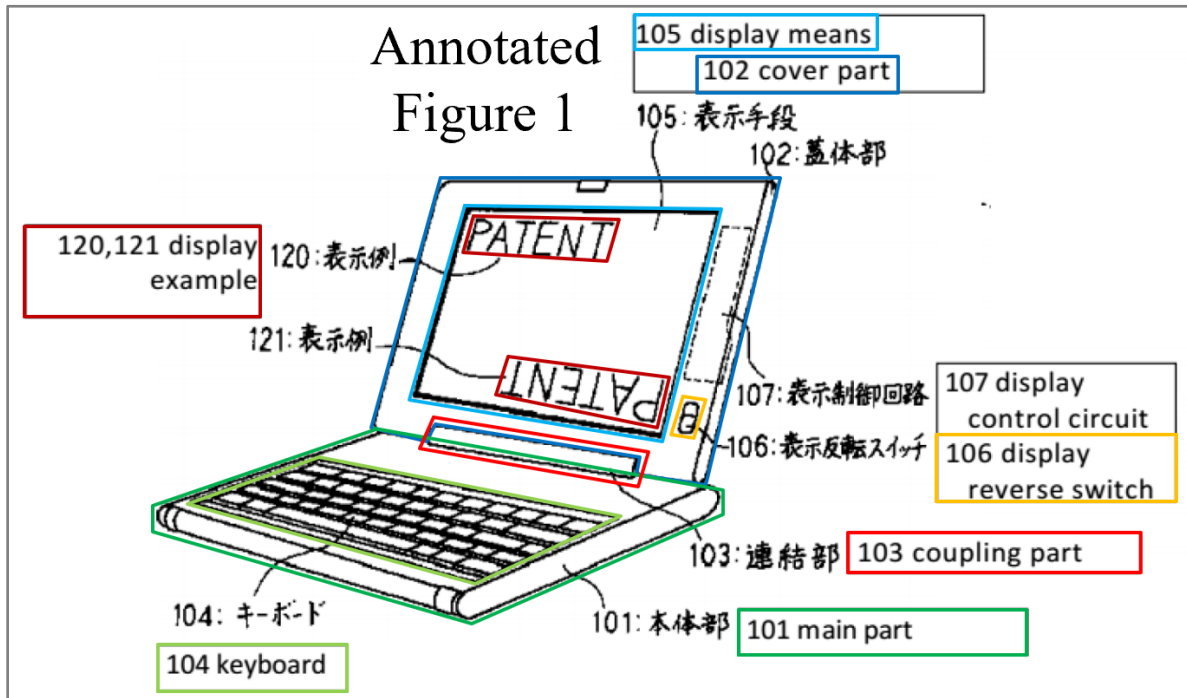 Annotated
Figure 1
105 display means
102 cover part
105:表示手段
102:蓋体部
PATENT
120,121 display
example
120:表示例
121:表示例
PATENT
107:表示制御回路
107 display
control circuit
106:表示反転スイッチ
106 display
reverse switch
103:連結部
103 coupling part
104:キーボード
101:本体部
101 main part
104 keyboard